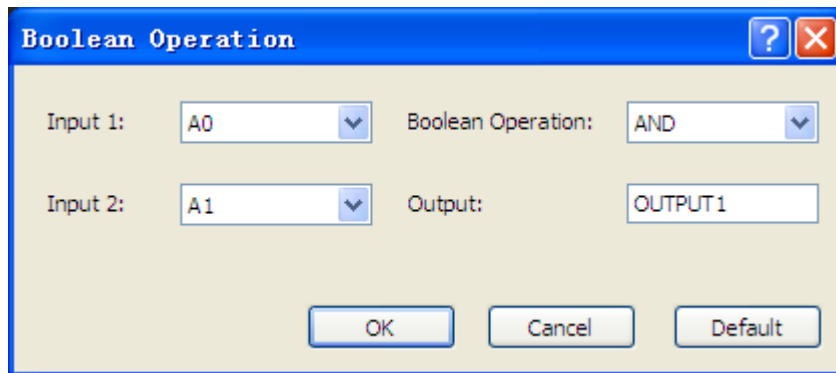 Boolean Operation
Input 1: A0 Boolean Operation: AND
Input 2: A1 Output: OUTPUT1
OK Cancel Default